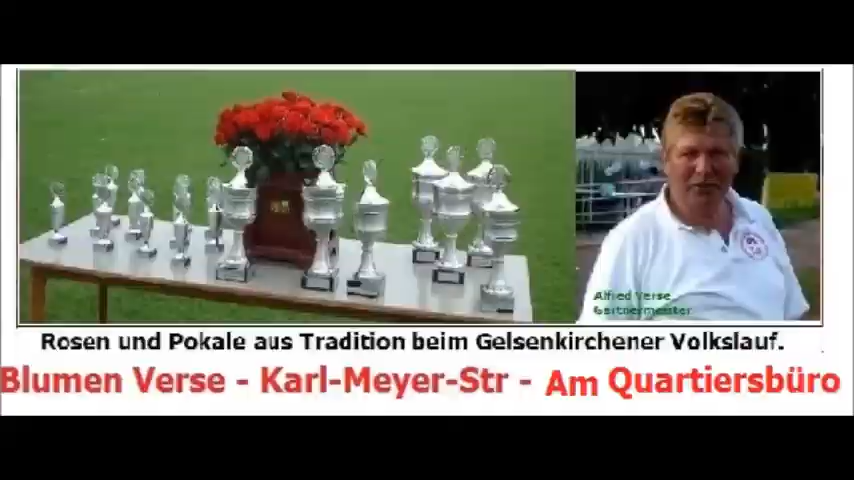 Alfred Verse
Gärtnermeister
Rosen und Pokale aus Tradition beim Gelsenkirchener Volkslauf.
Blumen Verse - Karl-Meyer-Str - Am Quartiersbüro